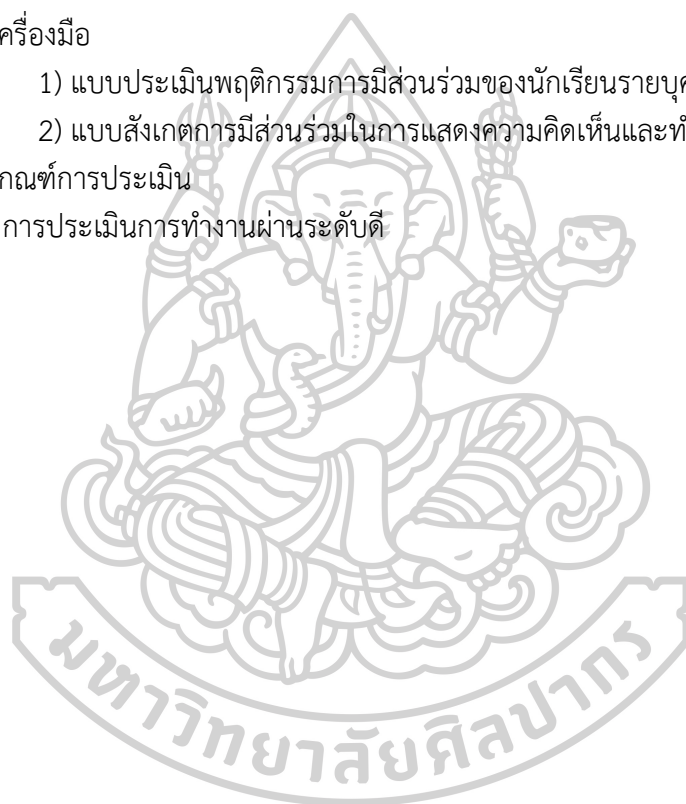 ครื่องมือ
1) แบบประเมินพฤติกรรมการมีส่วนร่วมของนักเรียนรายบุค
2) แบบสังเกตการมีส่วนร่วมในการแสดงความคิดเห็นและทำ
กณฑ์การประเมิน
การประเมินการทำงานผ่านระดับดี
มหาวิทยาลัยศิลปากร